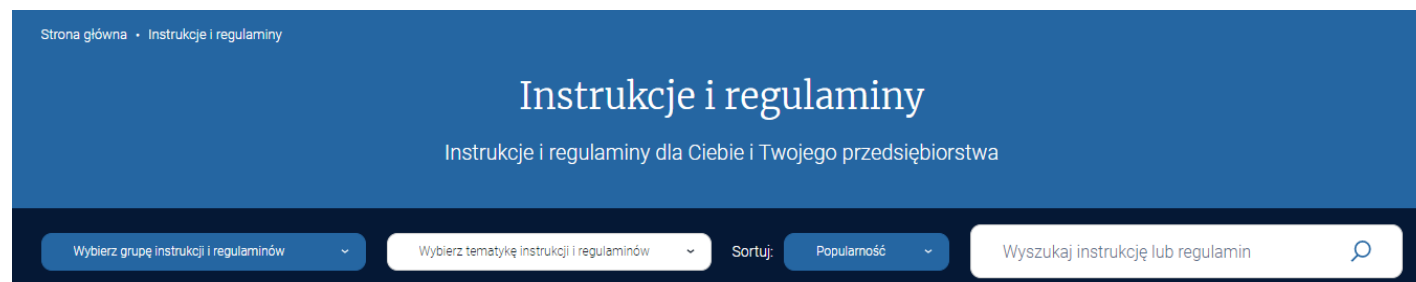 Strona główna • Instrukcje i regulaminy
Instrukcje i regulaminy
Instrukcje i regulaminy dla Ciebie i Twojego przedsiębiorstwa
Wybierz grupę instrukcji i regulaminów
Wybierz tematykę instrukcji i regulaminów
Sortuj:
Popularność
Wyszukaj instrukcję lub regulamin